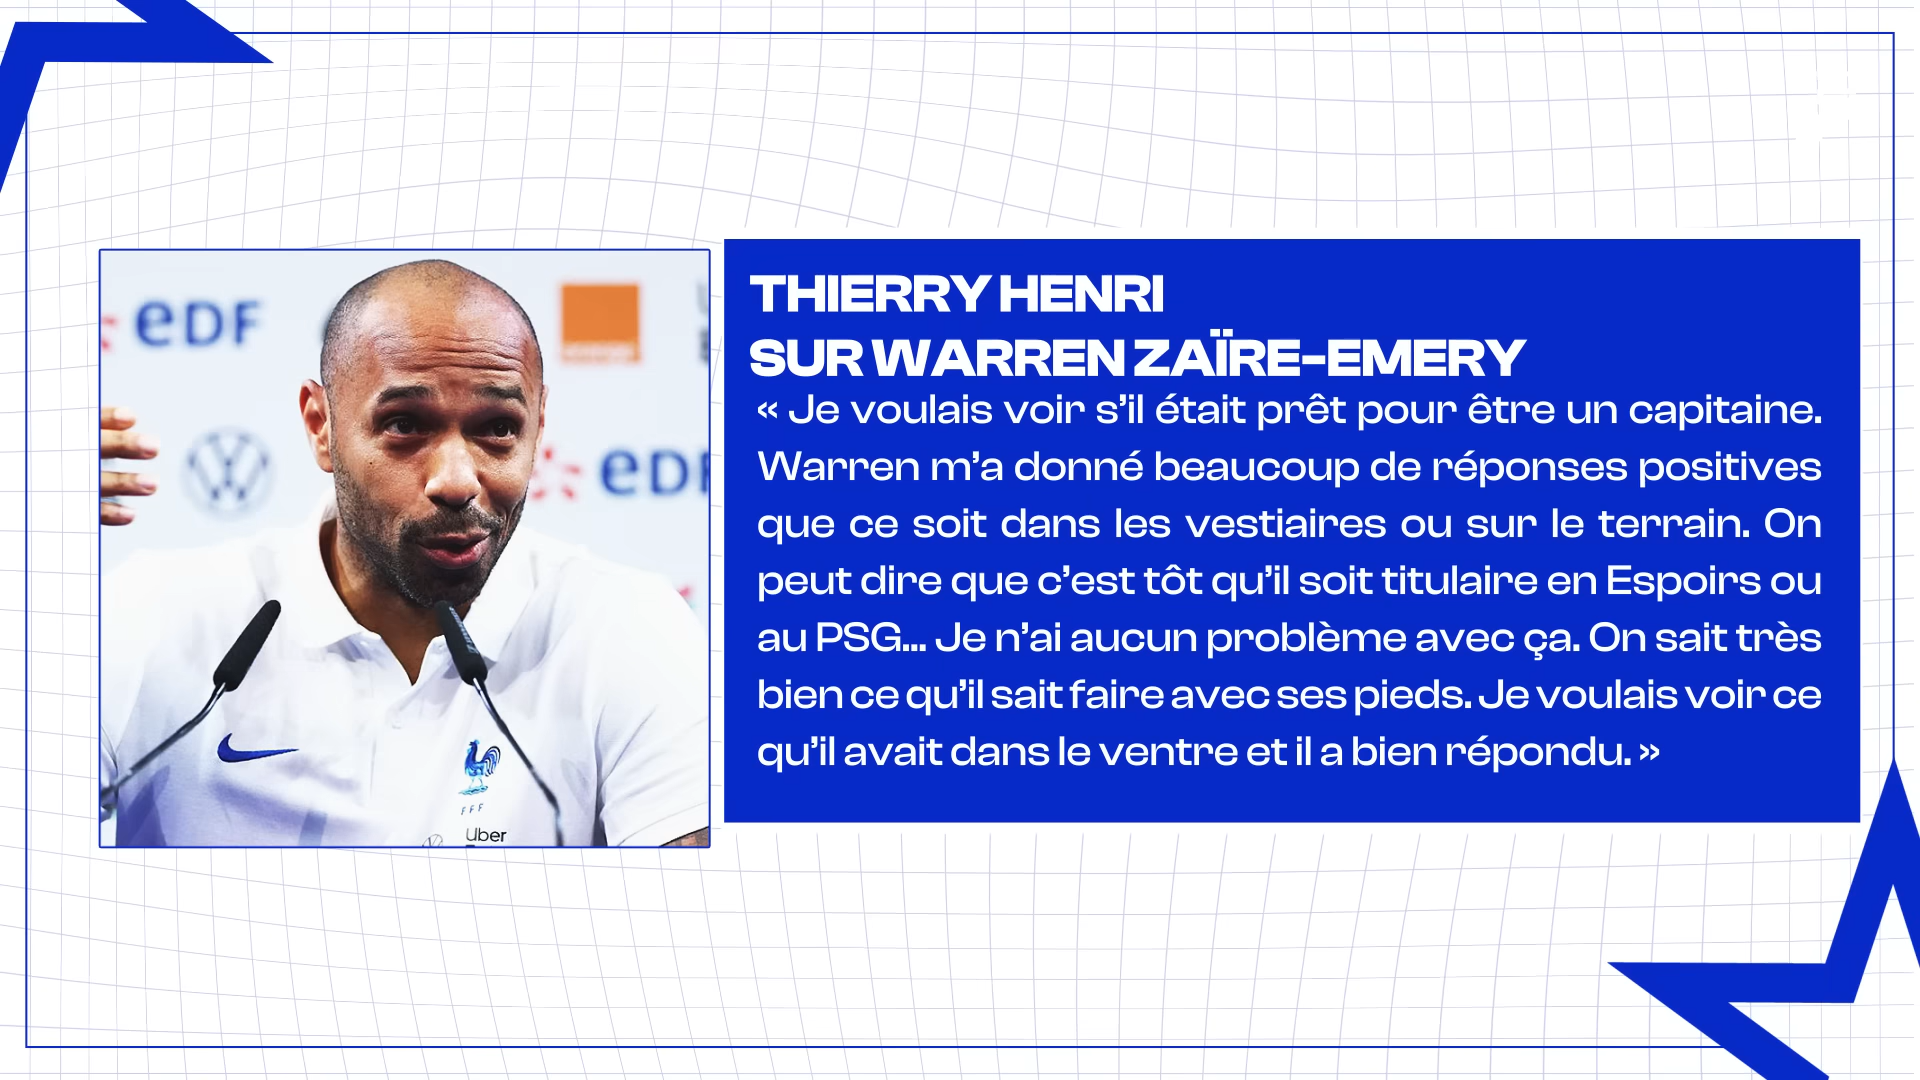 eDF
eDF
THIERRY HENRI
SUR WARREN ZAÏRE-EMERY
« Je voulais voir s’il était prêt pour être un capitaine.
Warren m’a donné beaucoup de réponses positives
que ce soit dans les vestiaires ou sur le terrain. On
peut dire que c’est tôt qu’il soit titulaire en Espoirs ou
au PSG... Je n’ai aucun problème avec ça. On sait très
bien ce qu’il sait faire avec ses pieds. Je voulais voir ce
qu’il avait dans le ventre et il a bien répondu. »
FFF
Uber